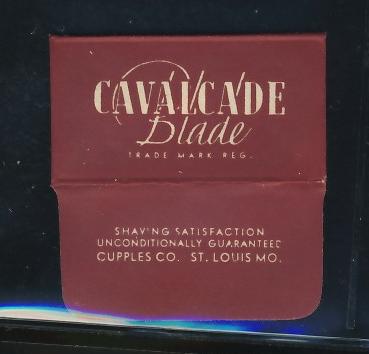 CAVALCADE
Blade
TRADE MARK REG.
SHAVING SATISFACTION
UNCONDITIONALLY GUARANTEED
CUPPLES CO. ST. LOUIS MO.